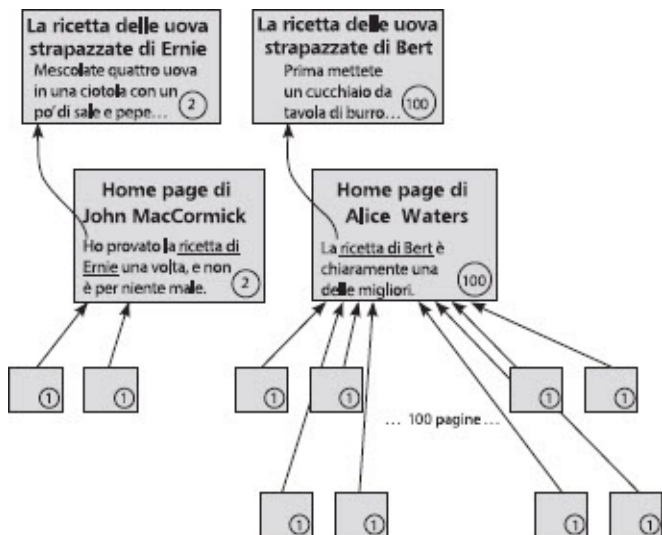 La ricetta delle uova
strapazzate di Ernie
Mescolate quattro uova
in una ciotola con un
po' di sale e pepe...
2
La ricetta delle uova
strapazzate di Bert
Prima mettete
un cucchiaio da
tavola di burro...
100
Home page di
John MacCormick
Ho provato la ricetta di
Ernie una volta, e non
è per niente male.
2
Home page di
Alice Waters
La ricetta di Bert è
chiaramente una
delle migliori.
100
1
1
1
1
1
1
... 100 pagine ...
1
1
1
1